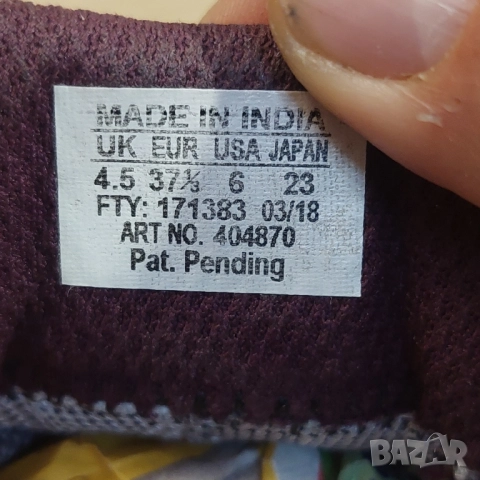 MADE IN INDIA
UK EUR USA JAPAN
4.5 37⅓ 6 23
FTY: 171383 03/18
ART NO. 404870
Pat. Pending
BAZAR